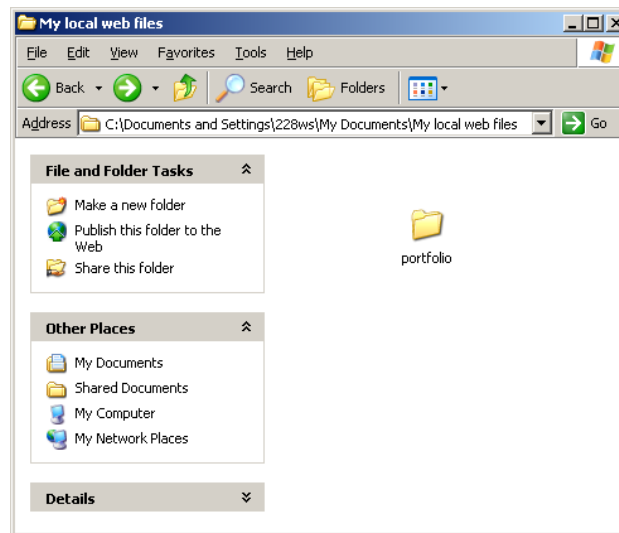 My local web files
File Edit View Favorites Tools Help
Back Search Folders
Address C:\Documents and Settings\228ws\My Documents\My local web files Go
File and Folder Tasks
Make a new folder
Publish this folder to the
Web
Share this folder
portfolio
Other Places
My Documents
Shared Documents
My Computer
My Network Places
Details